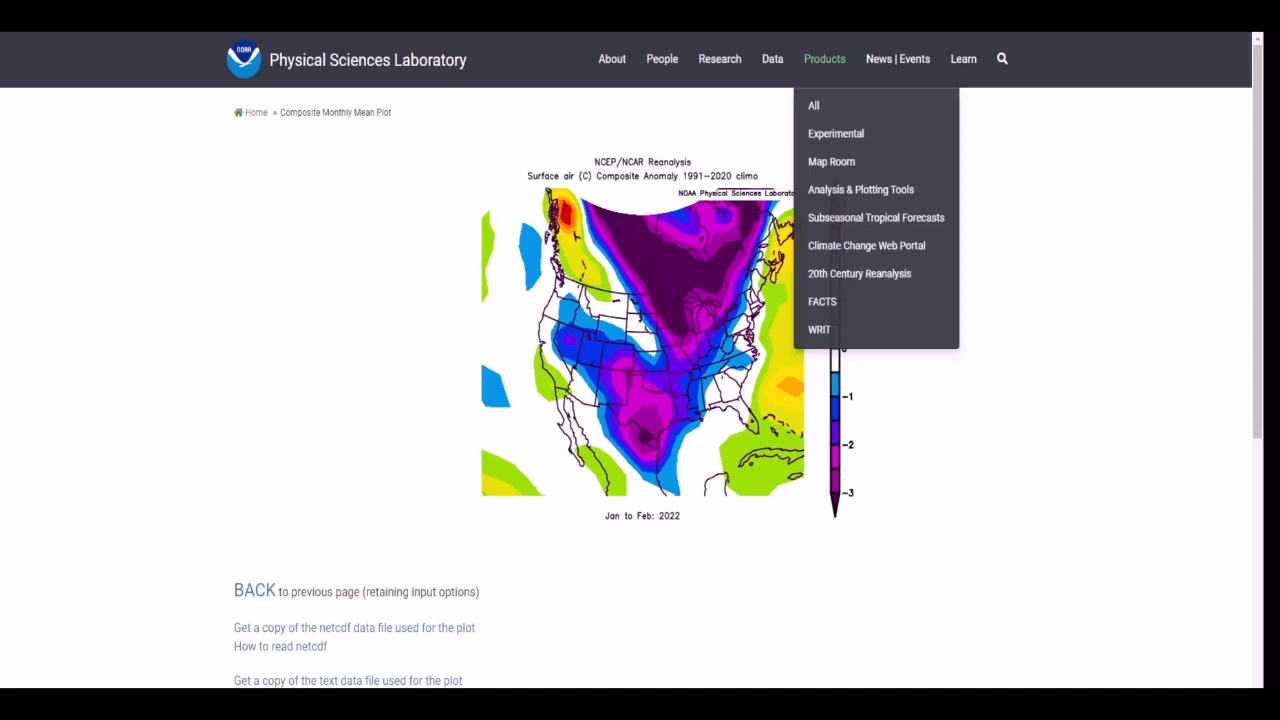 NOAA
Physical Sciences Laboratory
About
People
Research
Data
Products
News | Events
Learn
All
Experimental
Map Room
Analysis & Plotting Tools
Subseasonal Tropical Forecasts
Climate Change Web Portal
20th Century Reanalysis
FACTS
WRIT
Home » Composite Monthly Mean Plot
NCEP/NCAR Reanalysis
Surface air (C) Composite Anomaly 1991-2020 climo
NOAA Physical Sciences
-1
-2
-3
Jan to Feb: 2022
BACK to previous page (retaining input options)
Get a copy of the netcdf data file used for the plot
How to read netcdf
Get a copy of the text data file used for the plot